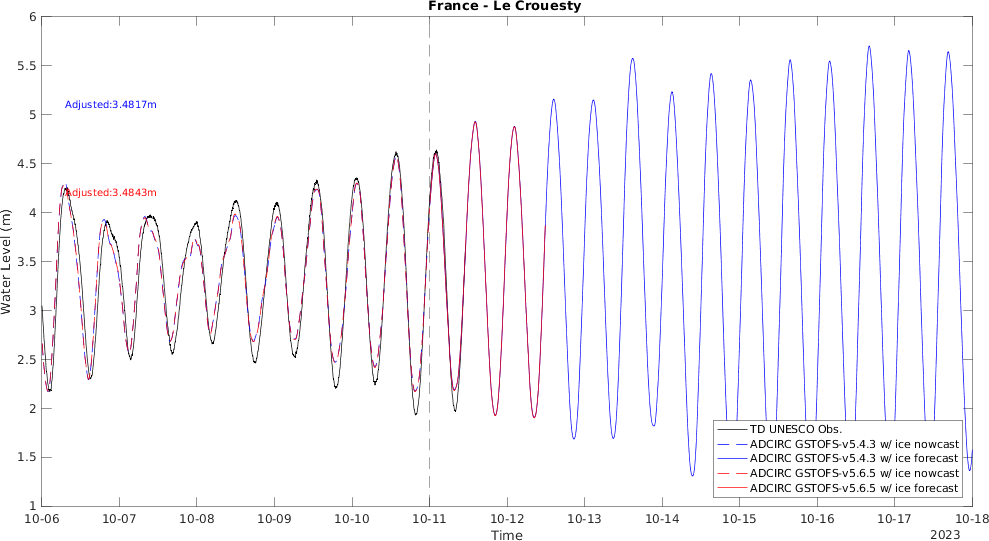 France - Le Crouesty
6
5.5
5
4.5
4
3.5
3
2.5
2
1.5
1
Water Level (m)
Adjusted:3.4817m
Adjusted:3.4843m
TD UNESCO Obs.
ADCIRC GSTOFS-v5.4.3 w/ ice nowcast
ADCIRC GSTOFS-v5.4.3 w/ ice forecast
ADCIRC GSTOFS-v5.6.5 w/ ice nowcast
ADCIRC GSTOFS-v5.6.5 w/ ice forecast
10-06 10-07 10-08 10-09 10-10 10-11 10-12 10-13 10-14 10-15 10-16 10-17 10-18
Time
2023